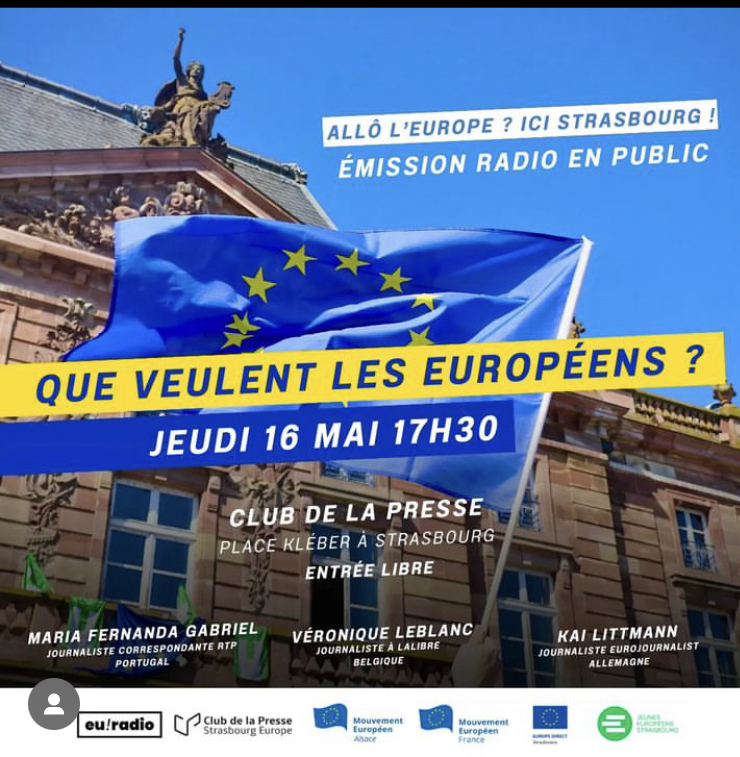 ALLÔ L'EUROPE ? ICI STRASBOURG !
ÉMISSION RADIO EN PUBLIC
QUE VEULENT LES EUROPÉENS ?
JEUDI 16 MAI 17H30
CLUB DE LA PRESSE
PLACE KLÉBER À STRASBOURG
ENTRÉE LIBRE
MARIA FERNANDA GABRIEL
JOURNALISTE CORRESPONDANTE RTP
PORTUGAL
VÉRONIQUE LEBLANC
JOURNALISTE À LALIBRE
BELGIQUE
KAI LITTMANN
JOURNALISTE EUROJOURNALIST
ALLEMAGNE
eu!radio
Club de la Presse
Strasbourg Europe
Mouvement
Européen
Alsace
Mouvement
Européen
France
EUROPE DIRECT
Strasbourg
JEUNES
EUROPÉENS
STRASBOURG